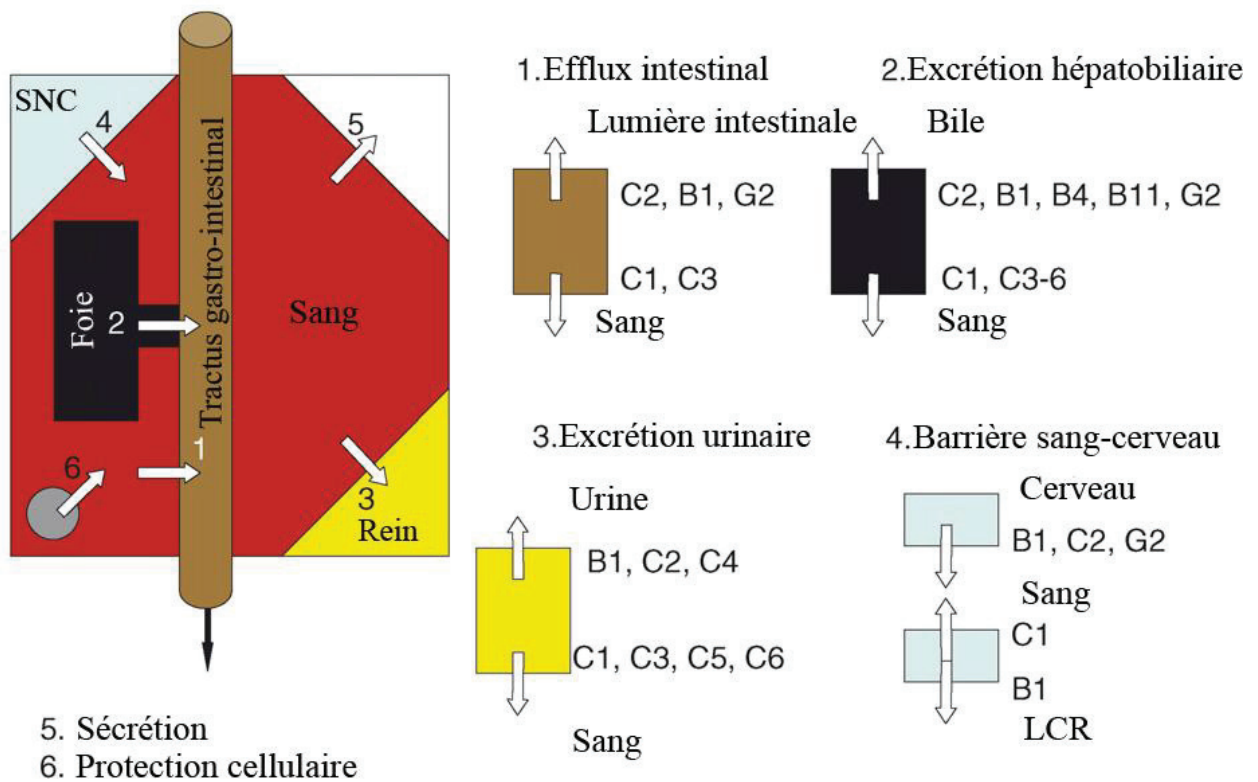 SNC
4
5
Tractus gastro-intestinal
Foie
2
Sang
6
1
3
Rein
5. Sécrétion
6. Protection cellulaire
1.Efflux intestinal
Lumière intestinale
C2, B1, G2
C1, C3
Sang
2.Excrétion hépatobiliaire
Bile
C2, B1, B4, B11, G2
C1, C3-6
Sang
3.Excrétion urinaire
Urine
B1, C2, C4
C1, C3, C5, C6
Sang
4.Barrière sang-cerveau
Cerveau
B1, C2, G2
Sang
C1
B1
LCR